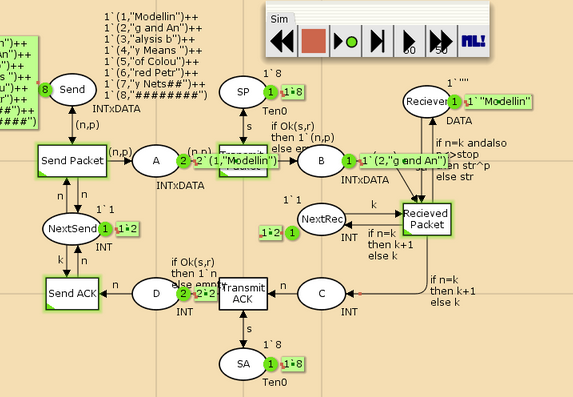 Sim
50
50
ML!
n")++
An")++
b")++
s ")++
u")++
r")++
##")++
###")
1`(1,"Modellin")++
1`(2,"g and An")++
1`(3,"alysis b")++
1`(4,"y Means ")++
1`(5,"of Colou")++
1`(6,"red Petr")++
1`(7,"y Nets##")++
1`(8,"########")
8
Send
INTxDATA
(n,p)
1`8
SP
1
1`8
Ten0
s
1`""
Reciever
1
1`"Modellin"
DATA
if Ok(s,r)
then 1`(n,p)
else em
if n=k andalso
p<>stop
then str^p
else str
Send Packet
(n,p)
A
2
2`(1,"Modellin")
INTxDATA
(n,p)
Transmit
Packet
B
1
1`(2,"g and An")
INTxDATA
n
n
1`1
NextSend
1
1`2
INT
1`1
NextRec
1`2
1
INT
k
Recieved
Packet
if n=k
then k+1
else k
k
n
if Ok(s,r)
then 1`n
else empty
Send ACK
n
D
2
2`2
INT
Transmit
ACK
n
C
INT
if n=k
then k+1
else k
s
1`8
SA
1
1`8
Ten0